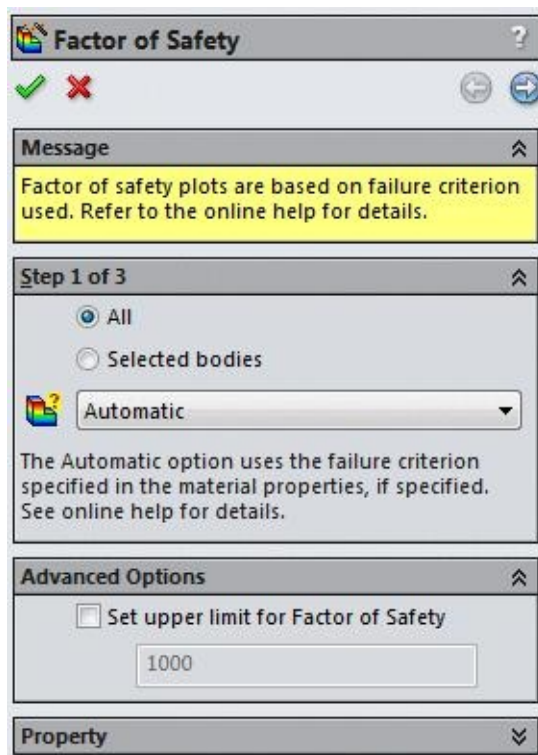 Factor of Safety ?
Message
Factor of safety plots are based on failure criterion
used. Refer to the online help for details.
Step 1 of 3
All
Selected bodies
Automatic
The Automatic option uses the failure criterion
specified in the material properties, if specified.
See online help for details.
Advanced Options
Set upper limit for Factor of Safety
1000
Property